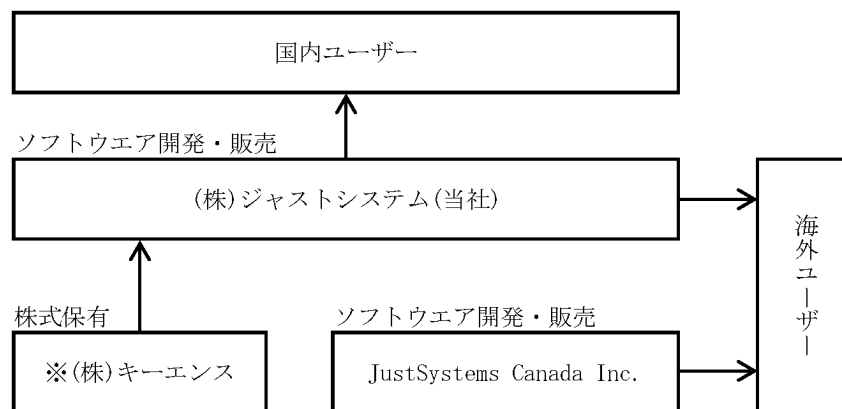 国内ユーザー
ソフトウエア開発・販売
(株)ジャストシステム(当社)
海外ユーザー
株式保有
※(株)キーエンス
ソフトウエア開発・販売
JustSystems Canada Inc.